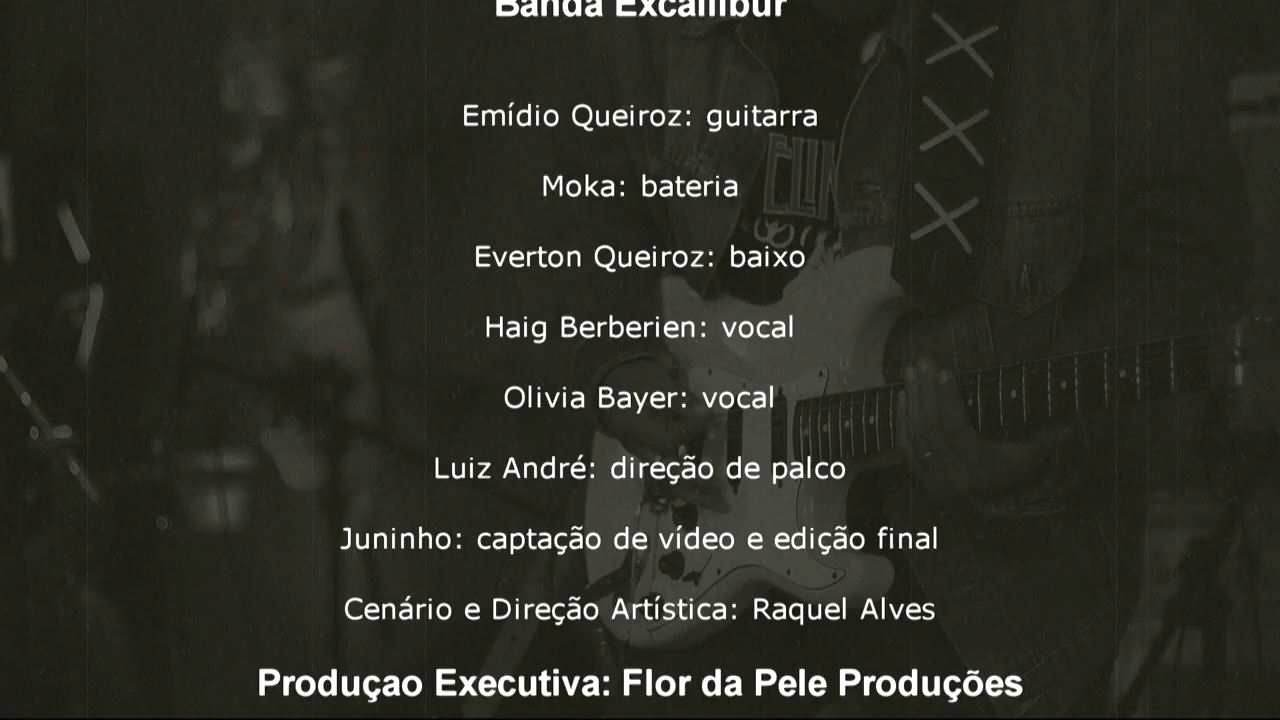 Banda Excallibur
Emídio Queiroz: guitarra
Moka: bateria
Everton Queiroz: baixo
Haig Berberien: vocal
Olivia Bayer: vocal
Luiz André: direção de palco
Juninho: captação de vídeo e edição final
Cenário e Direção Artística: Raquel Alves
Produçao Executiva: Flor da Pele Produções